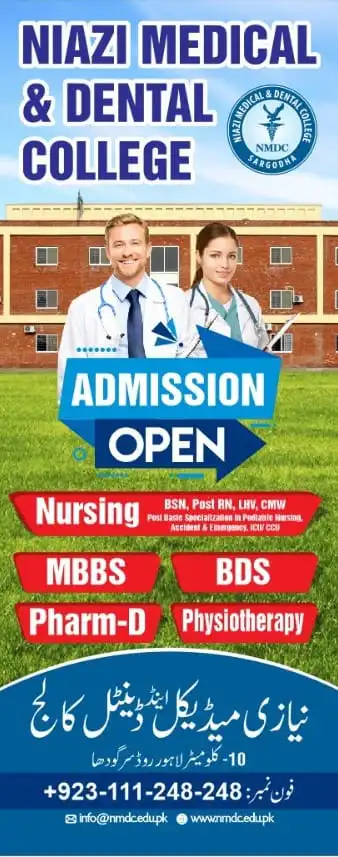 NIAZI MEDICAL
& DENTAL
COLLEGE
NIAZI MEDICAL & DENTAL COLLEGE
NMDC
SARGODHA
ADMISSION
OPEN
Nursing
BSN, Post RN, LHV, CMW
Post Basic Specialization in Pediatric Nursing,
Accident & Emergency, ICU/ CCU
MBBS
BDS
Pharm-D
Physiotherapy
نیازی میڈیکل اینڈ ڈینٹل کالج
10- کلومیٹر لاہور روڈ سرگودھا
فون نمبر: +923-111-248-248
info@nmdc.edu.pk www.nmdc.edu.pk